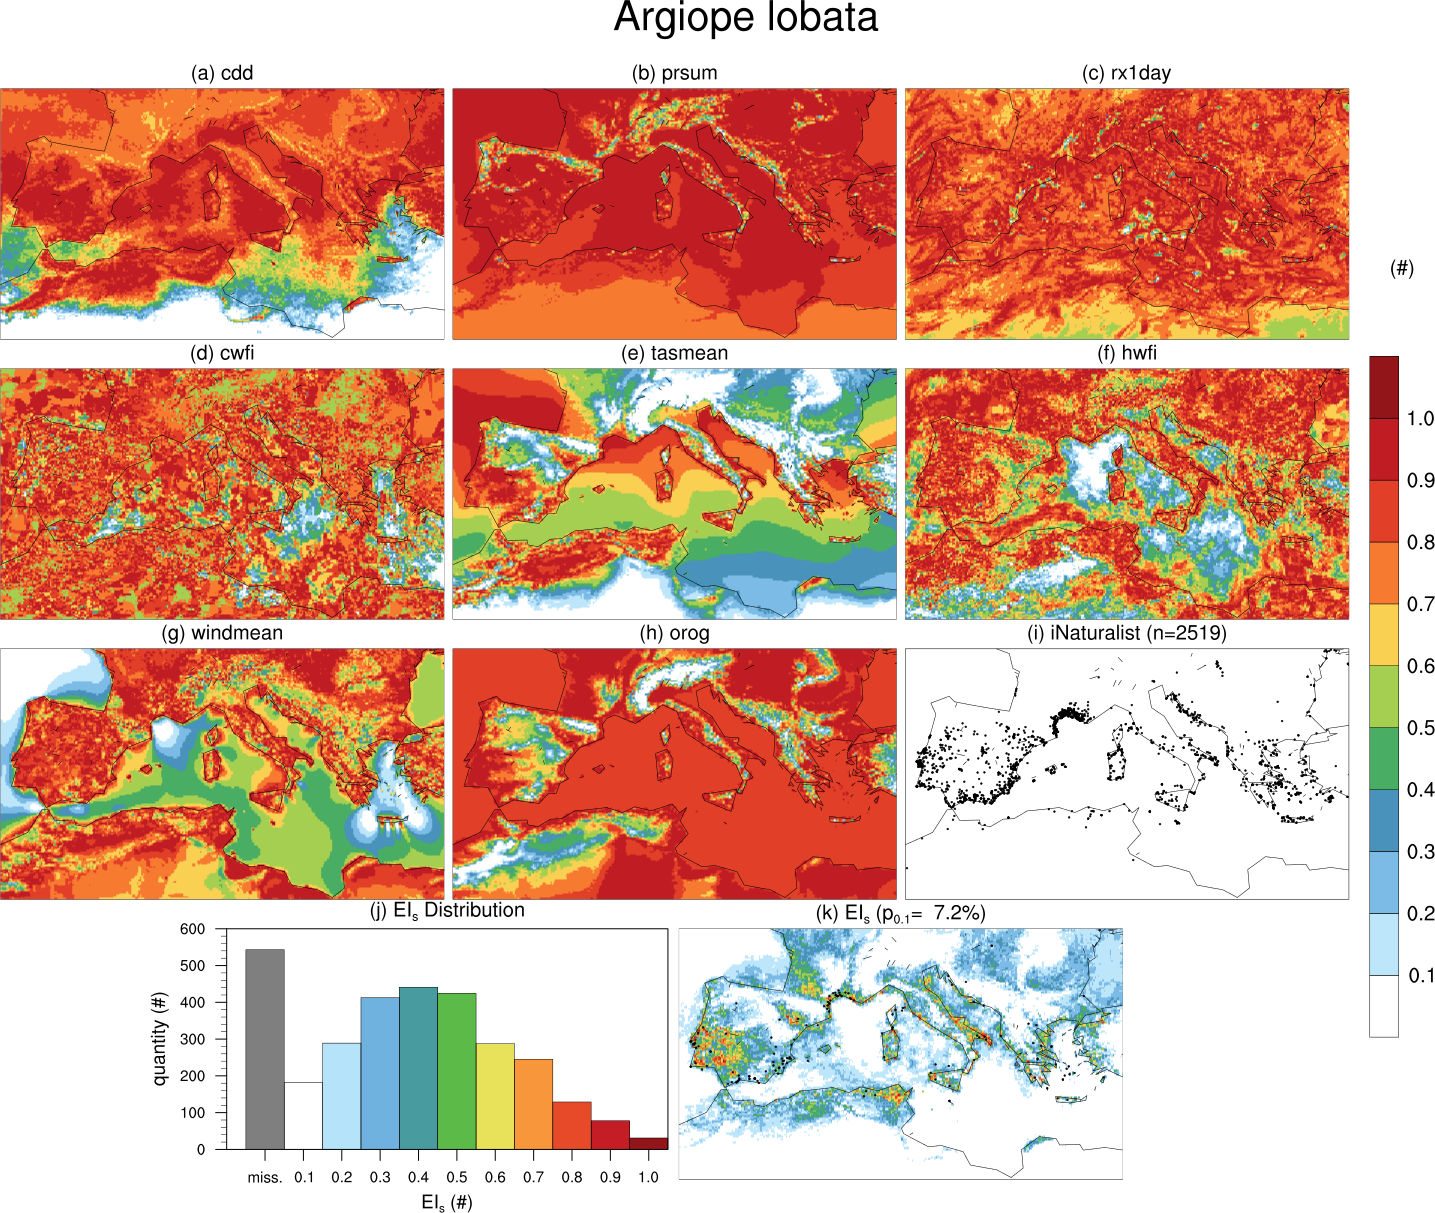 Argiope lobata
(a) cdd
(b) prsum
(c) rx1day
(#)
(d) cwfi
(e) tasmean
(f) hwfi
1.0
0.9
0.8
0.7
0.6
0.5
0.4
0.3
0.2
0.1
(g) windmean
(h) orog
(i) iNaturalist (n=2519)
(j) EIs Distribution
600
500
400
300
200
100
0
quantity (#)
miss. 0.1 0.2 0.3 0.4 0.5 0.6 0.7 0.8 0.9 1.0
EIs (#)
(k) EIs (p0.1= 7.2%)